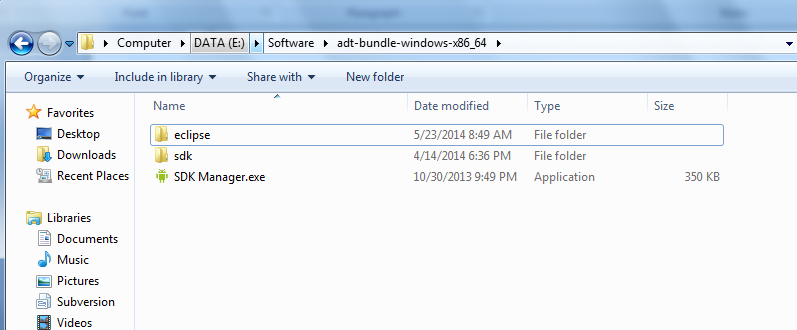 Computer DATA (E:) Software adt-bundle-windows-x86_64
Organize Include in library Share with New folder
Name Date modified Type Size
Favorites
Desktop
Downloads
Recent Places
Libraries
Documents
Music
Pictures
Subversion
Videos
eclipse 5/23/2014 8:49 AM File folder
sdk 4/14/2014 6:36 PM File folder
SDK Manager.exe 10/30/2013 9:49 PM Application 350 KB